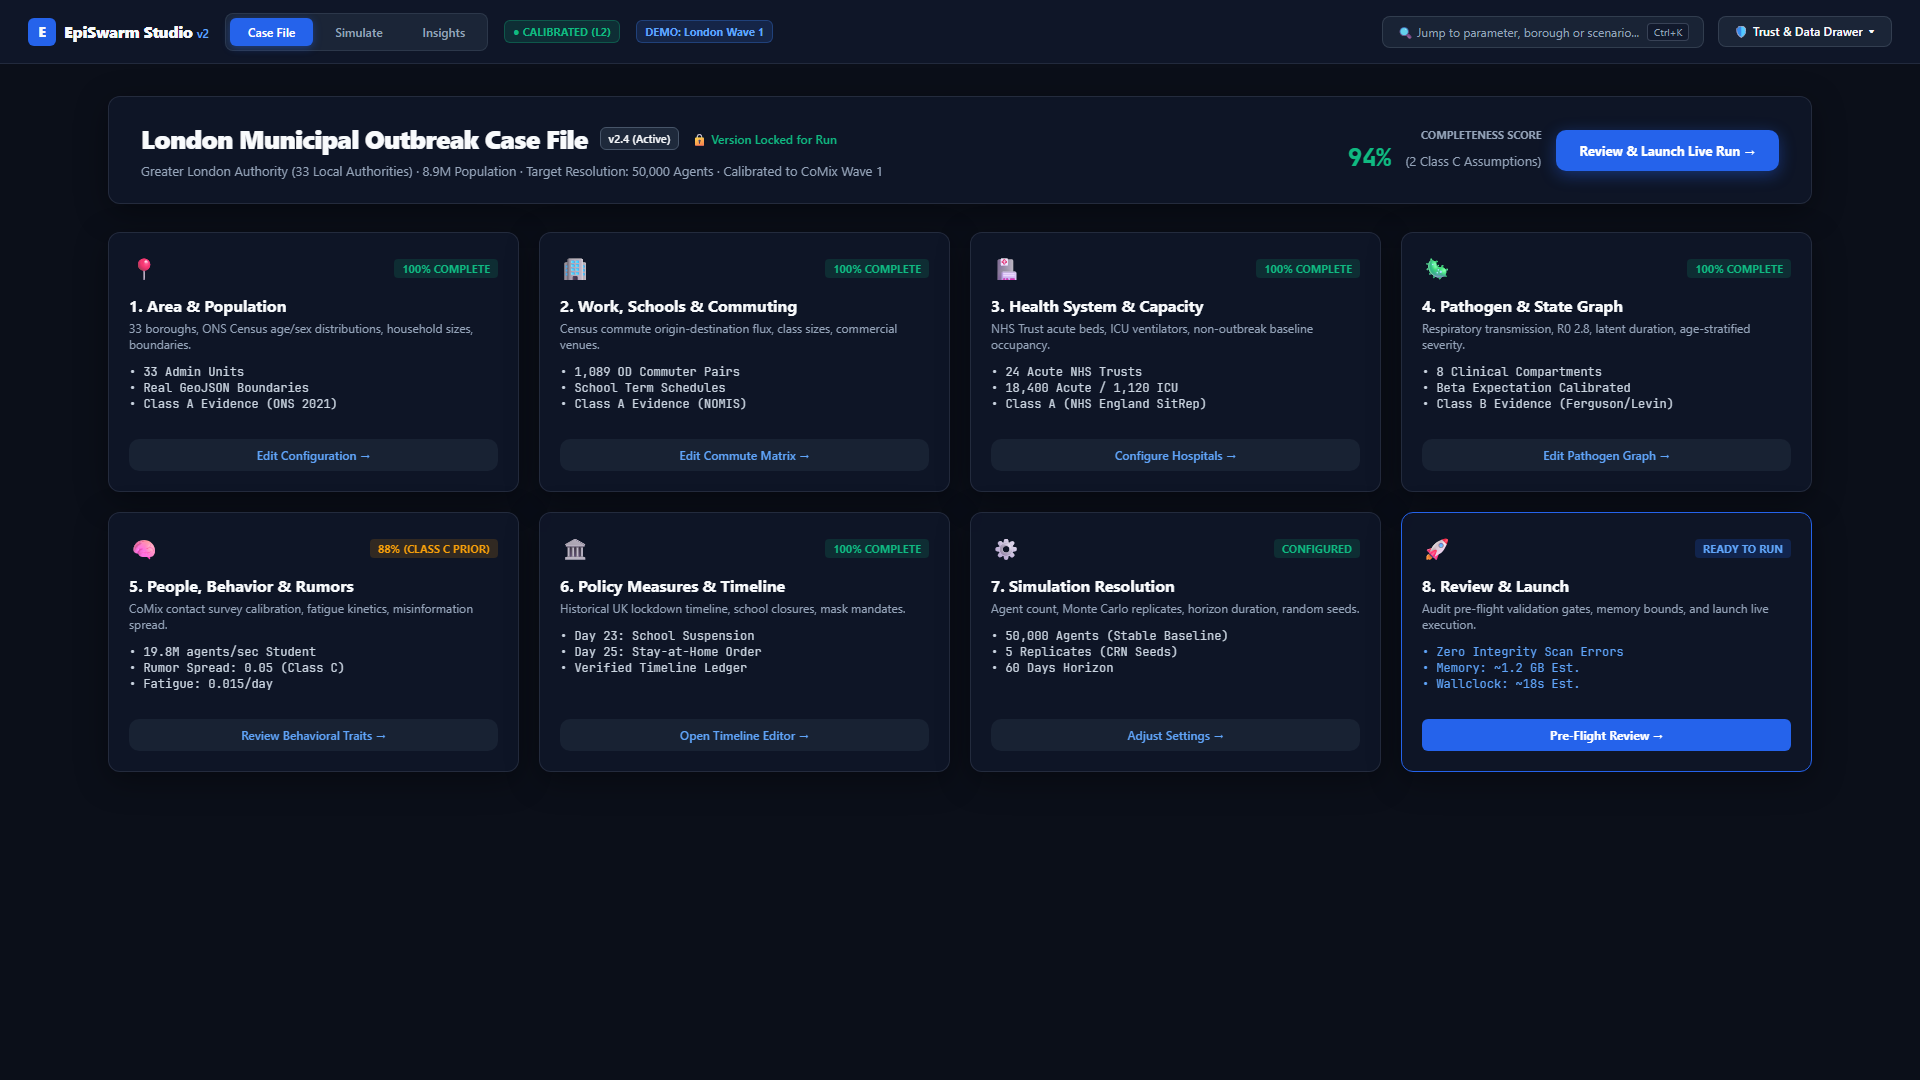 E EpiSwarm Studio v2
Case File
Simulate
Insights
● CALIBRATED (L2)
DEMO: London Wave 1
Jump to parameter, borough or scenario... Ctrl+K
Trust & Data Drawer ▾
London Municipal Outbreak Case File
v2.4 (Active)
Version Locked for Run
Greater London Authority (33 Local Authorities) · 8.9M Population · Target Resolution: 50,000 Agents · Calibrated to CoMix Wave 1
COMPLETENESS SCORE
94% (2 Class C Assumptions)
Review & Launch Live Run →
100% COMPLETE
1. Area & Population
33 boroughs, ONS Census age/sex distributions, household sizes,
boundaries.
• 33 Admin Units
• Real GeoJSON Boundaries
• Class A Evidence (ONS 2021)
Edit Configuration →
100% COMPLETE
2. Work, Schools & Commuting
Census commute origin-destination flux, class sizes, commercial
venues.
• 1,089 OD Commuter Pairs
• School Term Schedules
• Class A Evidence (NOMIS)
Edit Commute Matrix →
100% COMPLETE
3. Health System & Capacity
NHS Trust acute beds, ICU ventilators, non-outbreak baseline
occupancy.
• 24 Acute NHS Trusts
• 18,400 Acute / 1,120 ICU
• Class A (NHS England SitRep)
Configure Hospitals →
100% COMPLETE
4. Pathogen & State Graph
Respiratory transmission, R0 2.8, latent duration, age-stratified
severity.
• 8 Clinical Compartments
• Beta Expectation Calibrated
• Class B Evidence (Ferguson/Levin)
Edit Pathogen Graph →
88% (CLASS C PRIOR)
5. People, Behavior & Rumors
CoMix contact survey calibration, fatigue kinetics, misinformation
spread.
• 19.8M agents/sec Student
• Rumor Spread: 0.05 (Class C)
• Fatigue: 0.015/day
Review Behavioral Traits →
100% COMPLETE
6. Policy Measures & Timeline
Historical UK lockdown timeline, school closures, mask mandates.
• Day 23: School Suspension
• Day 25: Stay-at-Home Order
• Verified Timeline Ledger
Open Timeline Editor →
CONFIGURED
7. Simulation Resolution
Agent count, Monte Carlo replicates, horizon duration, random seeds.
• 50,000 Agents (Stable Baseline)
• 5 Replicates (CRN Seeds)
• 60 Days Horizon
Adjust Settings →
READY TO RUN
8. Review & Launch
Audit pre-flight validation gates, memory bounds, and launch live
execution.
• Zero Integrity Scan Errors
• Memory: ~1.2 GB Est.
• Wallclock: ~18s Est.
Pre-Flight Review →